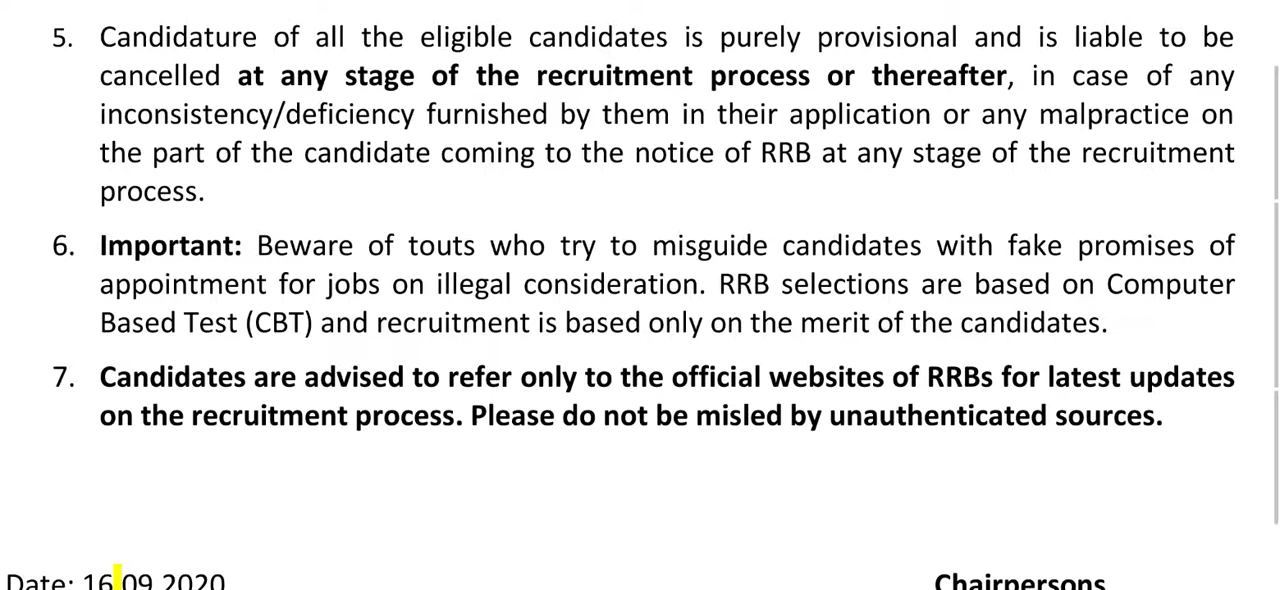 5. Candidature of all the eligible candidates is purely provisional and is liable to be
cancelled at any stage of the recruitment process or thereafter, in case of any
inconsistency/deficiency furnished by them in their application or any malpractice on
the part of the candidate coming to the notice of RRB at any stage of the recruitment
process.
6. Important: Beware of touts who try to misguide candidates with fake promises of
appointment for jobs on illegal consideration. RRB selections are based on Computer
Based Test (CBT) and recruitment is based only on the merit of the candidates.
7. Candidates are advised to refer only to the official websites of RRBs for latest updates
on the recruitment process. Please do not be misled by unauthenticated sources.
Date: 16.09.2020 Chairpersons